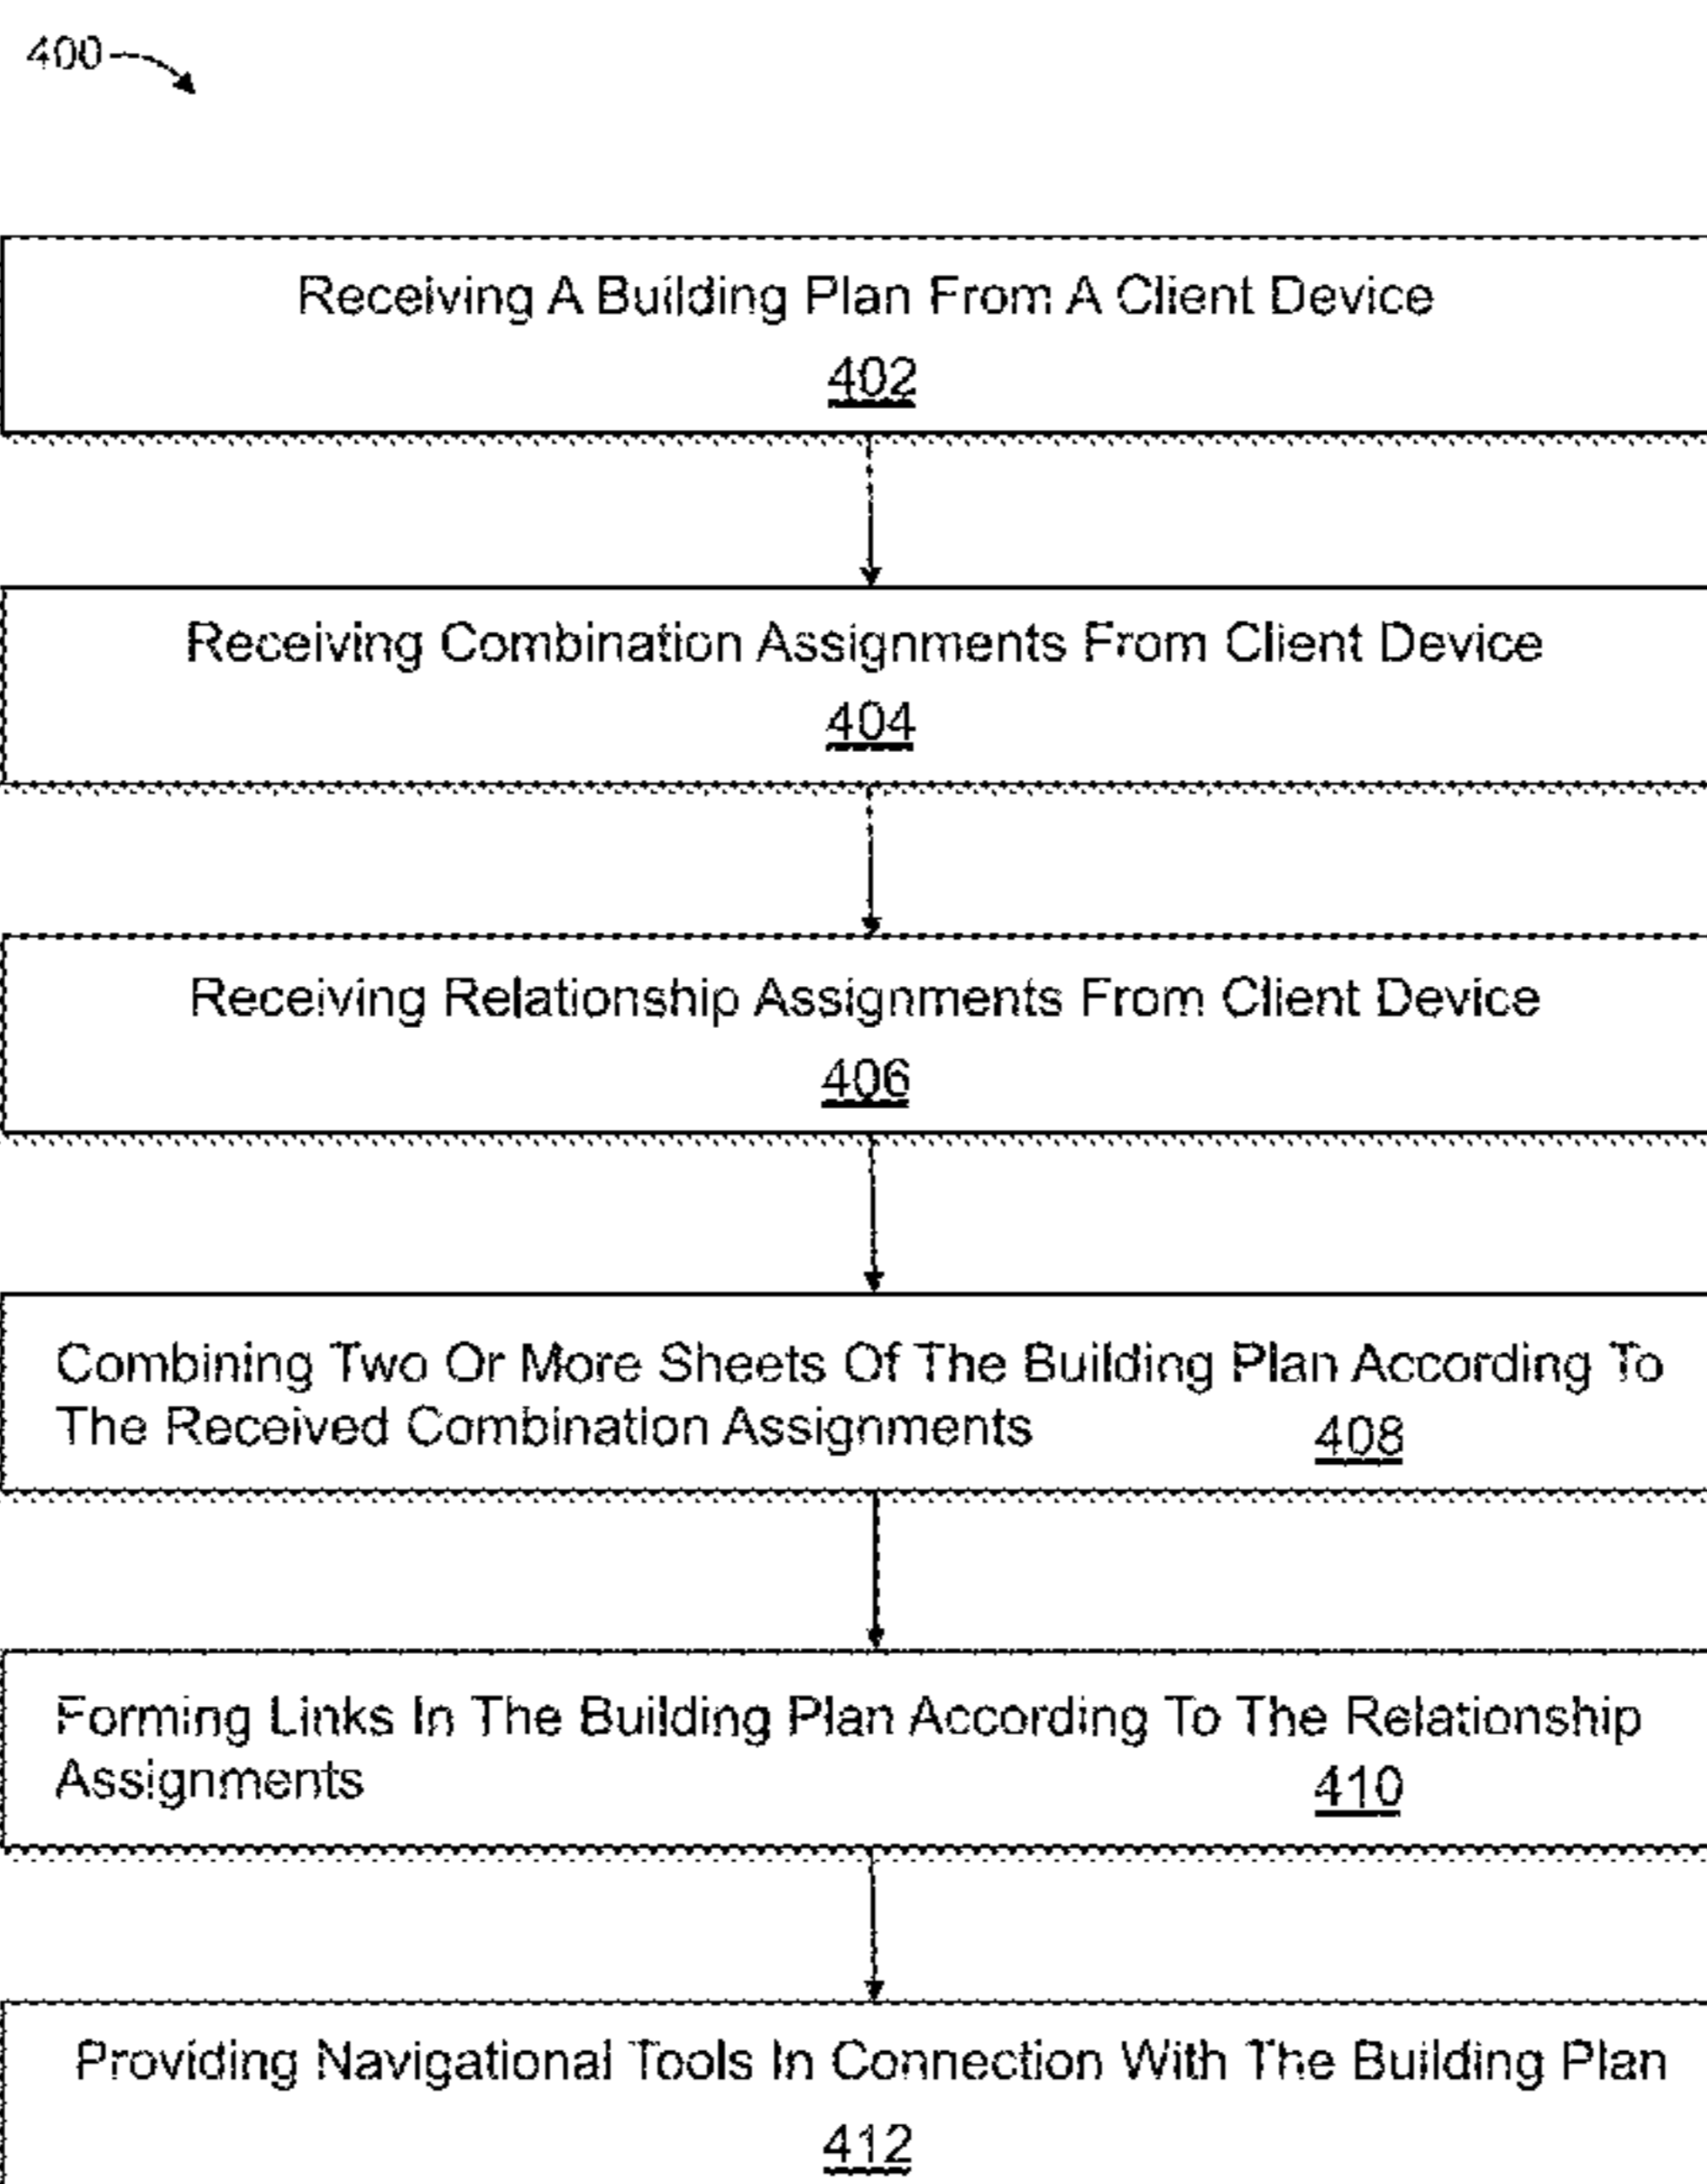 400
Receiving A Building Plan From A Client Device
402
Receiving Combination Assignments From Client Device
404
Receiving Relationship Assignments From Client Device
406
Combining Two Or More Sheets Of The Building Plan According To
The Received Combination Assignments 408
Forming Links In The Building Plan According To The Relationship
Assignments 410
Providing Navigational Tools In Connection With The Building Plan
412